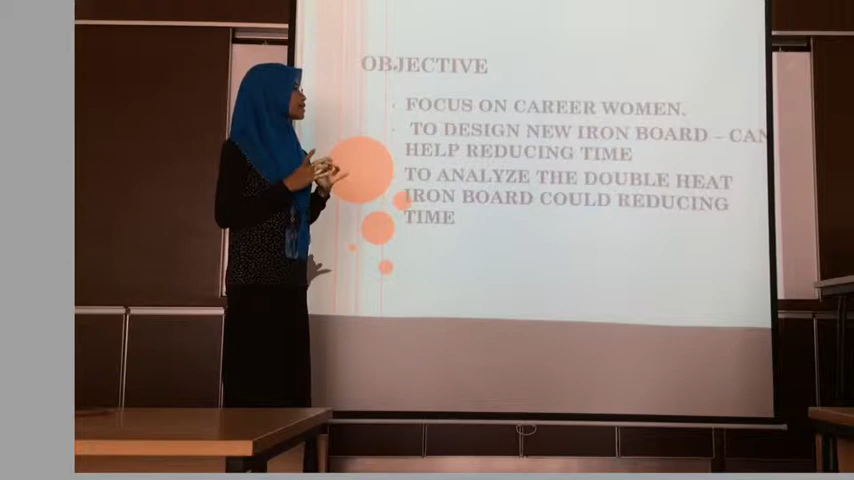 OBJECTIVE
FOCUS ON CAREER WOMEN.
TO DESIGN NEW IRON BOARD – CAN
HELP REDUCING TIME
TO ANALYZE THE DOUBLE HEAT
IRON BOARD COULD REDUCING
TIME